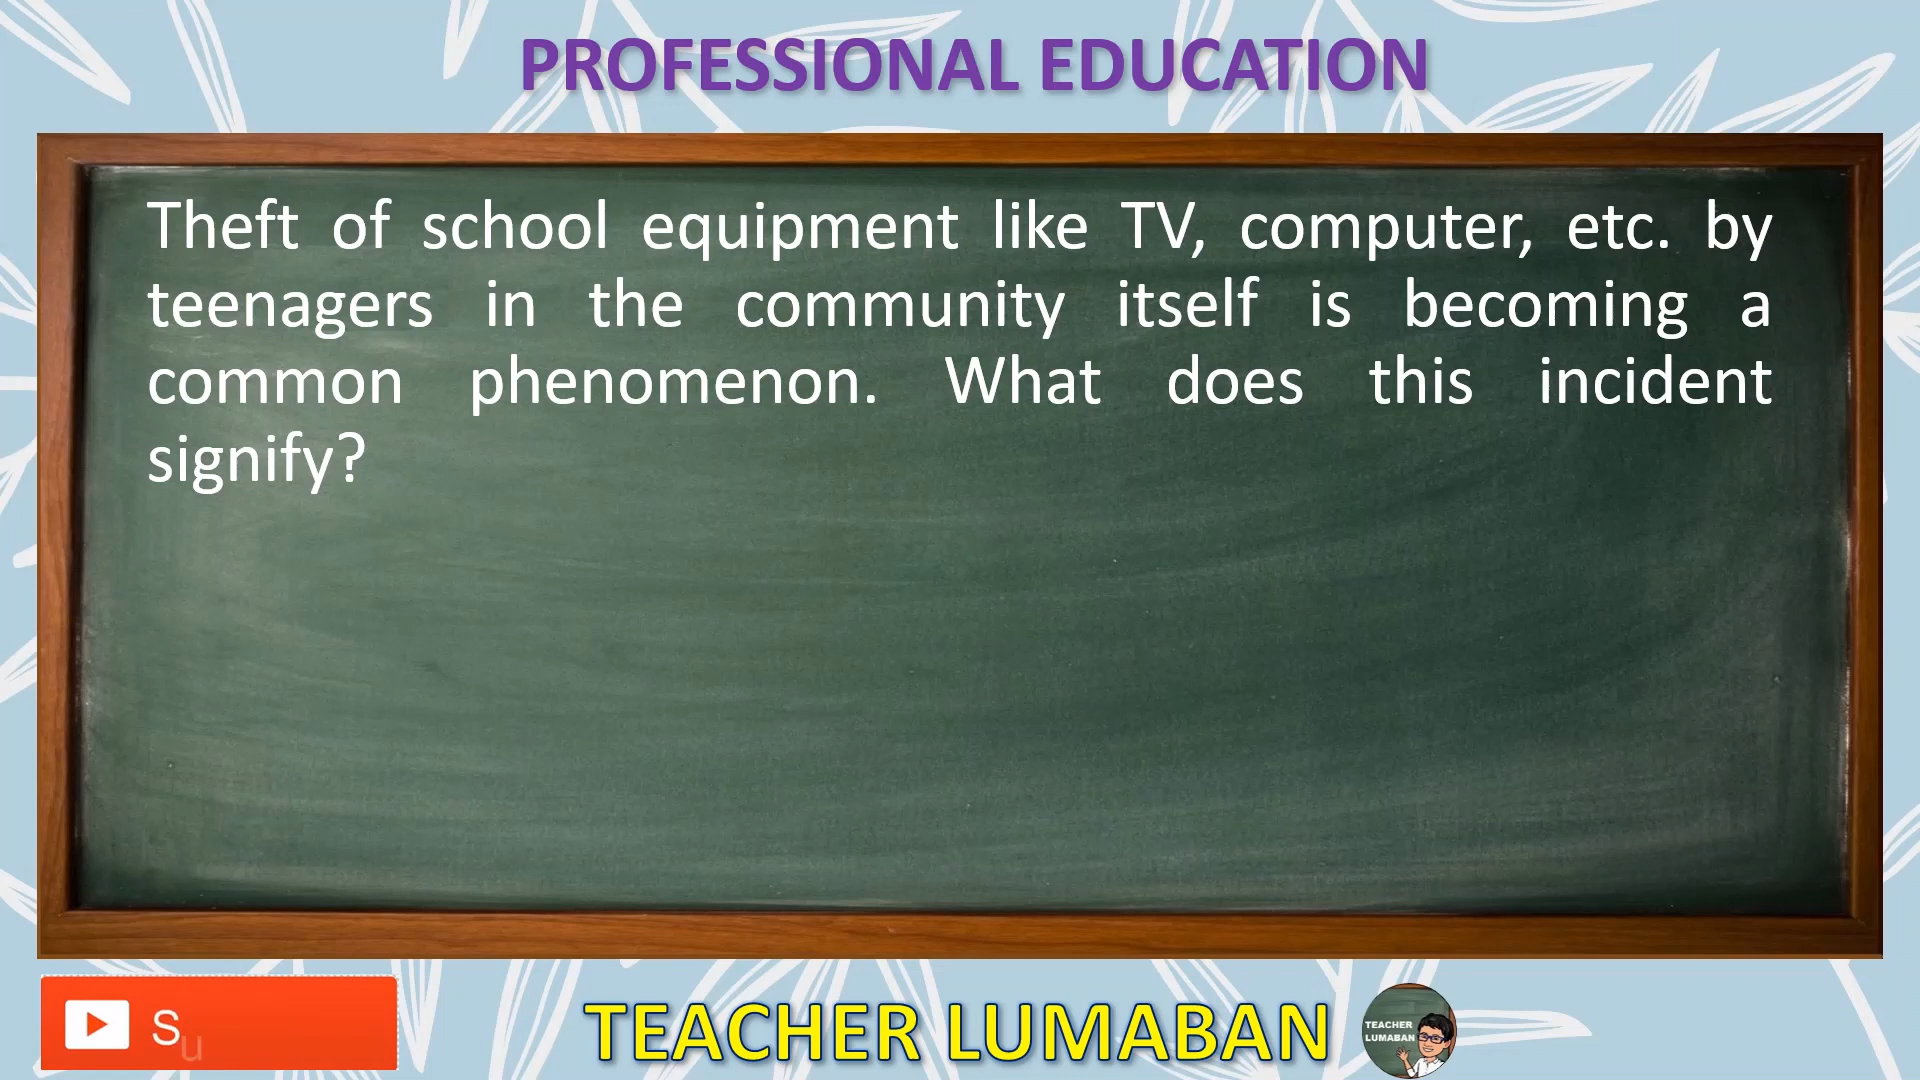 PROFESSIONAL EDUCATION
Theft of school equipment like TV, computer, etc. by
teenagers in the community itself is becoming a
common phenomenon. What does this incident
signify?
Su
TEACHER LUMABAN
TEACHER
LUMABAN